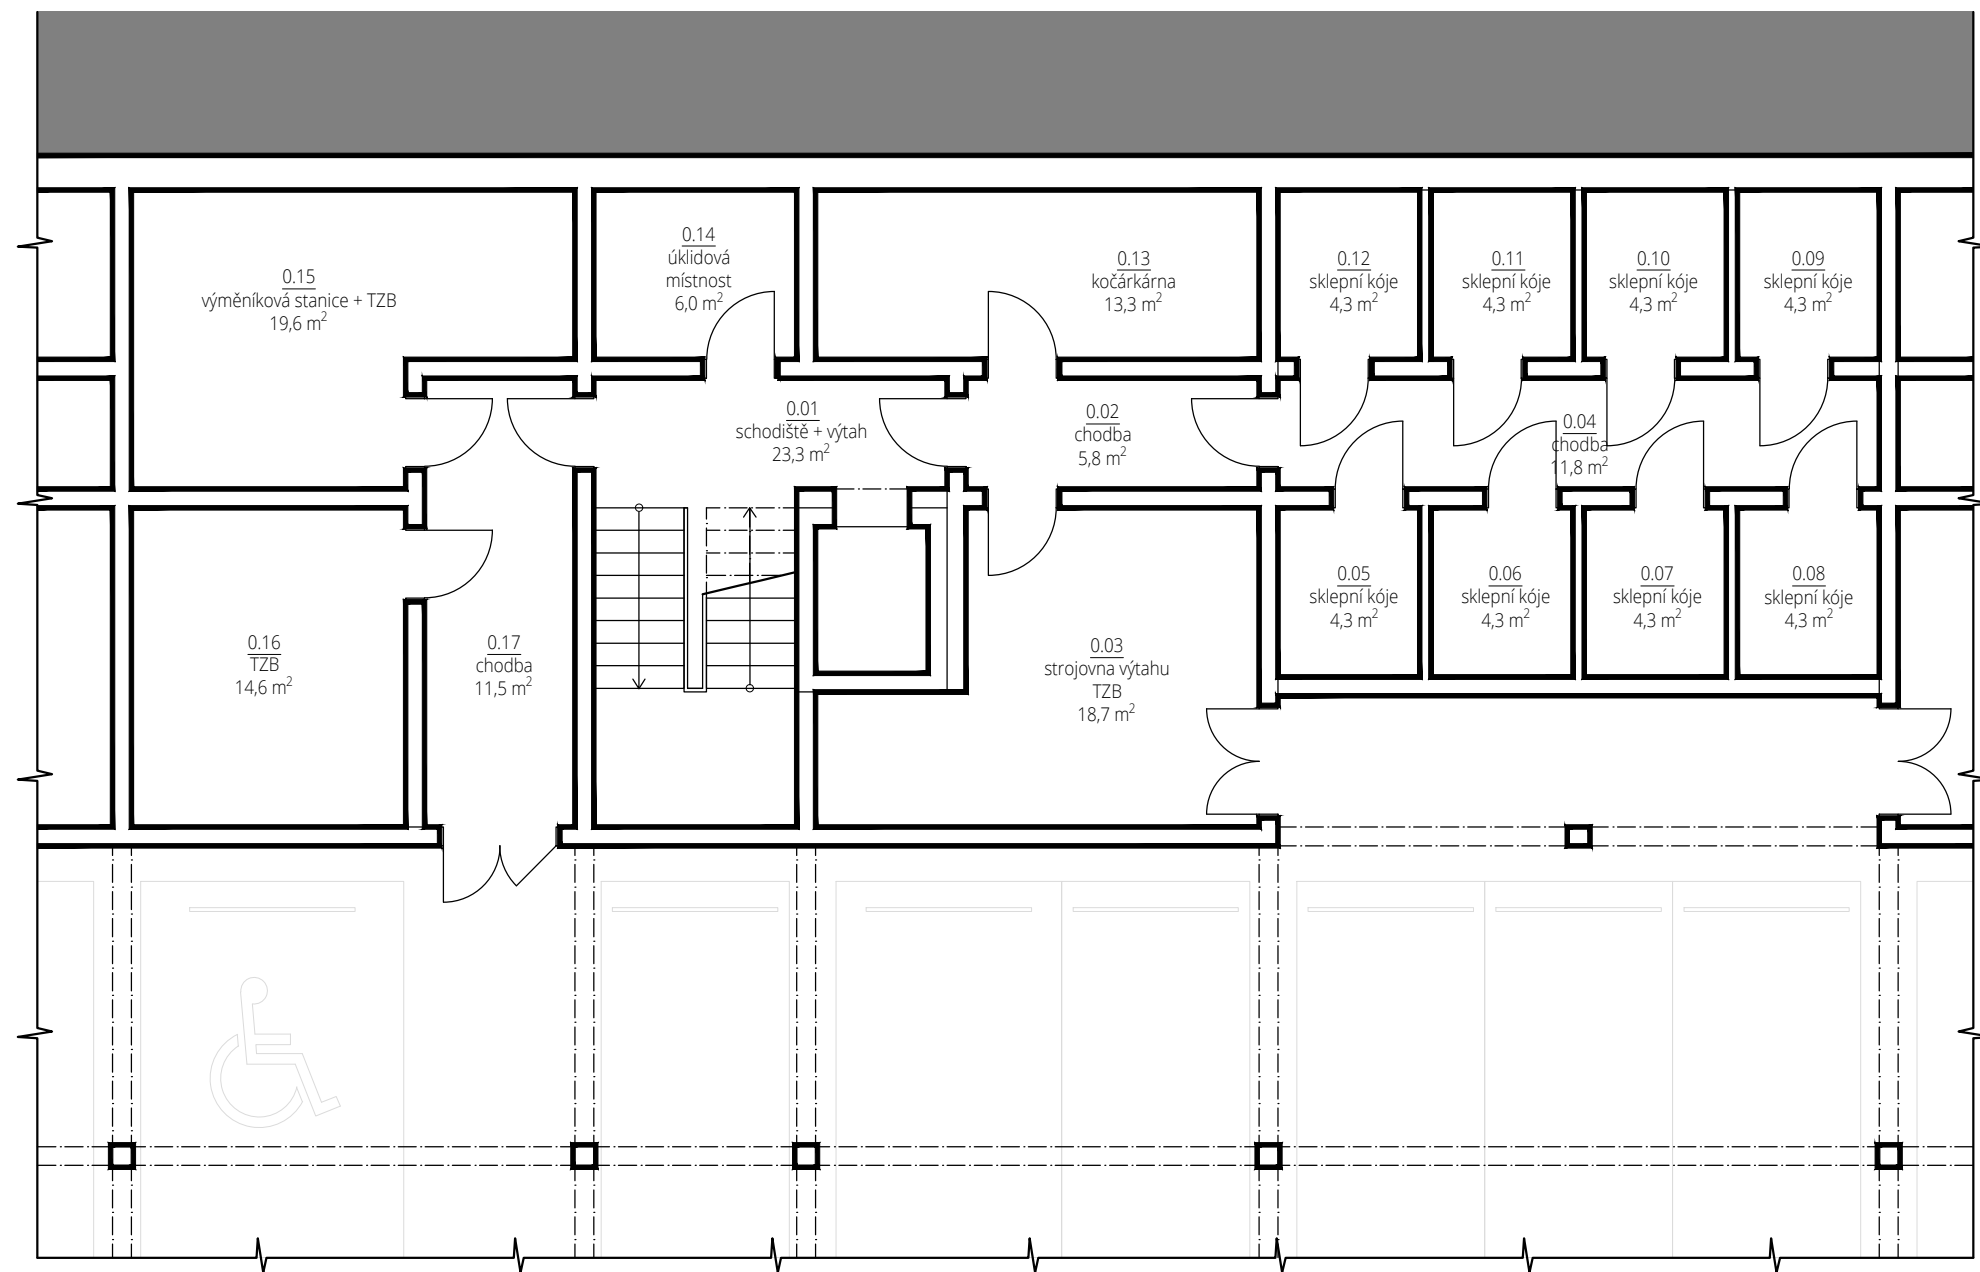 0.14
úklidová
místnost
6,0 m²
0.15
výměníková stanice + TZB
19,6 m²
0.13
kočárkárna
13,3 m²
0.12
sklepní kóje
4,3 m²
0.11
sklepní kóje
4,3 m²
0.10
sklepní kóje
4,3 m²
0.09
sklepní kóje
4,3 m²
0.01
schodiště + výtah
23,3 m²
0.02
chodba
5,8 m²
0.04
chodba
11,8 m²
0.05
sklepní kóje
4,3 m²
0.06
sklepní kóje
4,3 m²
0.07
sklepní kóje
4,3 m²
0.08
sklepní kóje
4,3 m²
0.16
TZB
14,6 m²
0.17
chodba
11,5 m²
0.03
strojovna výtahu
TZB
18,7 m²